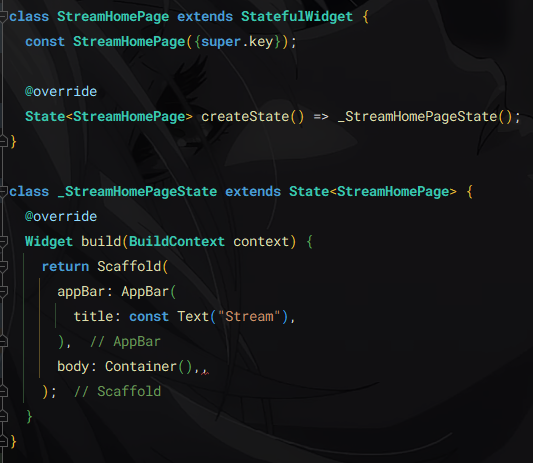 class StreamHomePage extends StatefulWidget {
  const StreamHomePage({super.key});

  @override
  State<StreamHomePage> createState() => _StreamHomePageState();
}

class _StreamHomePageState extends State<StreamHomePage> {
  @override
  Widget build(BuildContext context) {
    return Scaffold(
      appBar: AppBar(
        title: const Text("Stream"),
      ),  // AppBar
      body: Container(),,
    );  // Scaffold
  }
}